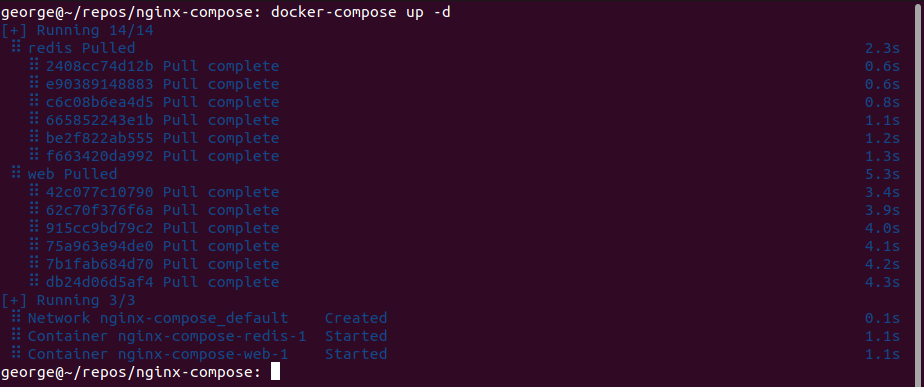 george@~/repos/nginx-compose: docker-compose up -d
[+] Running 14/14
⠿ redis Pulled 2.3s
⠿ 2408cc74d12b Pull complete 0.6s
⠿ e90389148883 Pull complete 0.6s
⠿ c6c08b6ea4d5 Pull complete 0.8s
⠿ 665852243e1b Pull complete 1.1s
⠿ be2f822ab555 Pull complete 1.2s
⠿ f663420da992 Pull complete 1.3s
⠿ web Pulled 5.3s
⠿ 42c077c10790 Pull complete 3.4s
⠿ 62c70f376f6a Pull complete 3.9s
⠿ 915cc9bd79c2 Pull complete 4.0s
⠿ 75a963e94de0 Pull complete 4.1s
⠿ 7b1fab684d70 Pull complete 4.2s
⠿ db24d06d5af4 Pull complete 4.3s
[+] Running 3/3
⠿ Network nginx-compose_default Created 0.1s
⠿ Container nginx-compose-redis-1 Started 1.1s
⠿ Container nginx-compose-web-1 Started 1.1s
george@~/repos/nginx-compose: